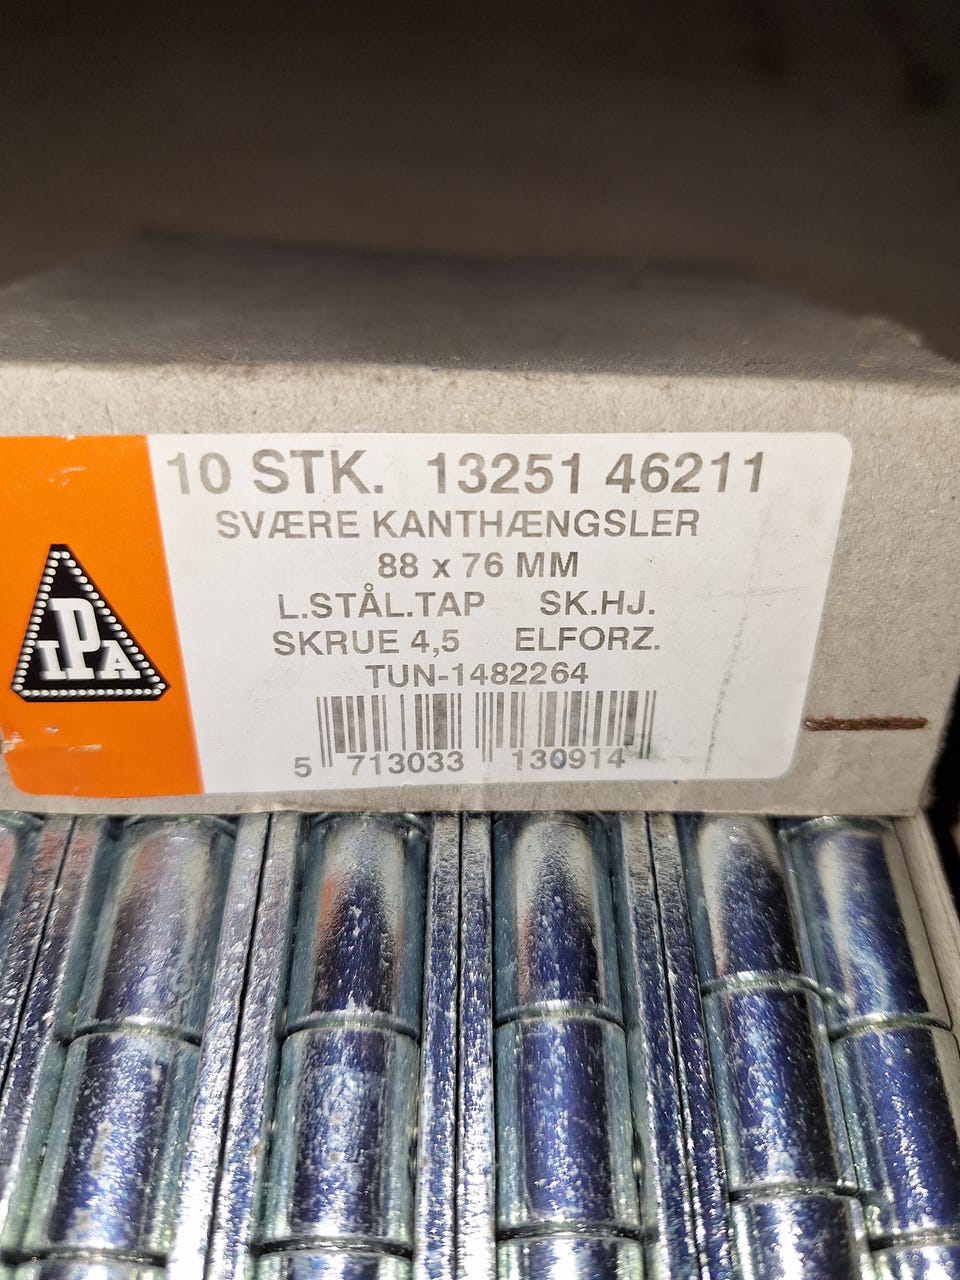 10 STK. 13251 46211
SVÆRE KANTHÆNGSLER
88 x 76 MM
L.STÅL.TAP SK.HJ.
SKRUE 4,5 ELFORZ.
TUN-1482264
5 713033 130914
IPA